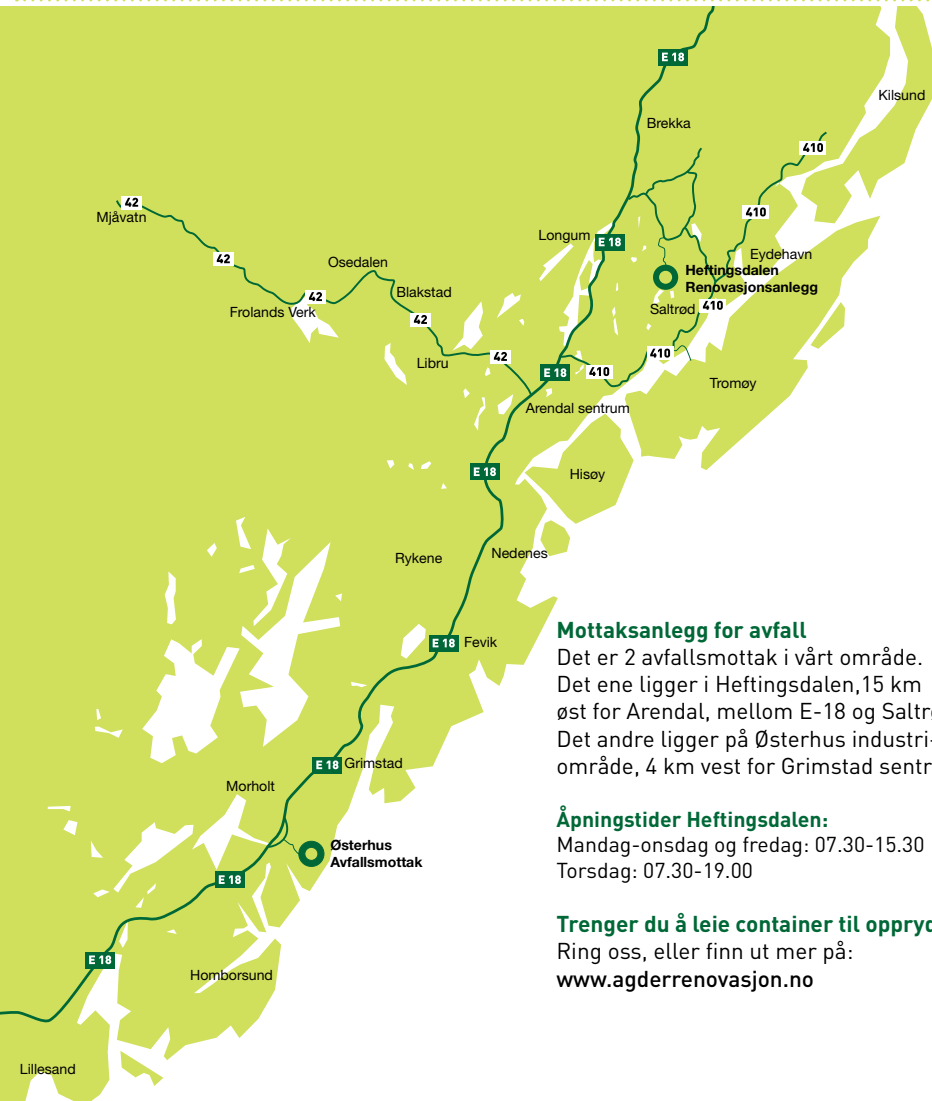 E 18
Kilsund
Brekka
410
42
Mjåvatn
410
Longum
E 18
Eydehavn
42
Osedalen
Heftingsdalen
Renovasjonsanlegg
Blakstad
42
Frolands Verk
Saltrød
410
42
Libru
42
410
E 18
410
Tromøy
Arendal sentrum
E 18
Hisøy
Rykene
Nedenes
E 18
Fevik
Mottaksanlegg for avfall
Det er 2 avfallsmottak i vårt område.
Det ene ligger i Heftingsdalen,15 km
øst for Arendal, mellom E-18 og
Det andre ligger på Østerhus industri-
område, 4 km vest for Grimstad
E 18
Grimstad
Morholt
Østerhus
Avfallsmottak
E 18
Åpningstider Heftingsdalen:
Mandag-onsdag og fredag: 07.30-15.30
Torsdag: 07.30-19.00
Trenger du å leie container til
Ring oss, eller finn ut mer på:
www.agderrenovasjon.no
E 18
Homborsund
Lillesand